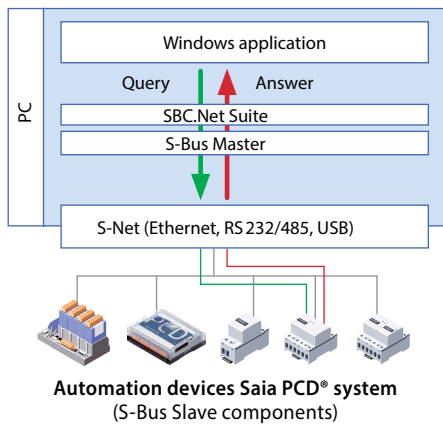 Windows application
Query
Answer
PC
SBC.Net Suite
S-Bus Master
S-Net (Ethernet, RS 232/485, USB)
PCD
Automation devices Saia PCD® system
(S-Bus Slave components)